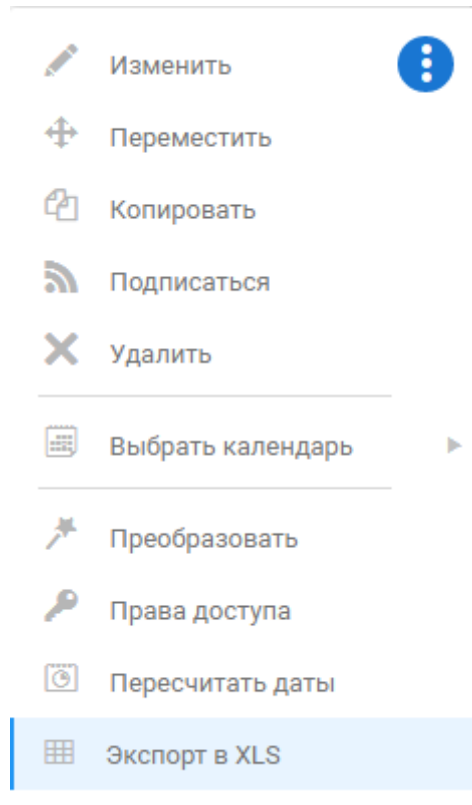 Изменить
Переместить
Копировать
Подписаться
Удалить
Выбрать календарь
Преобразовать
Права доступа
Пересчитать даты
Экспорт в XLS